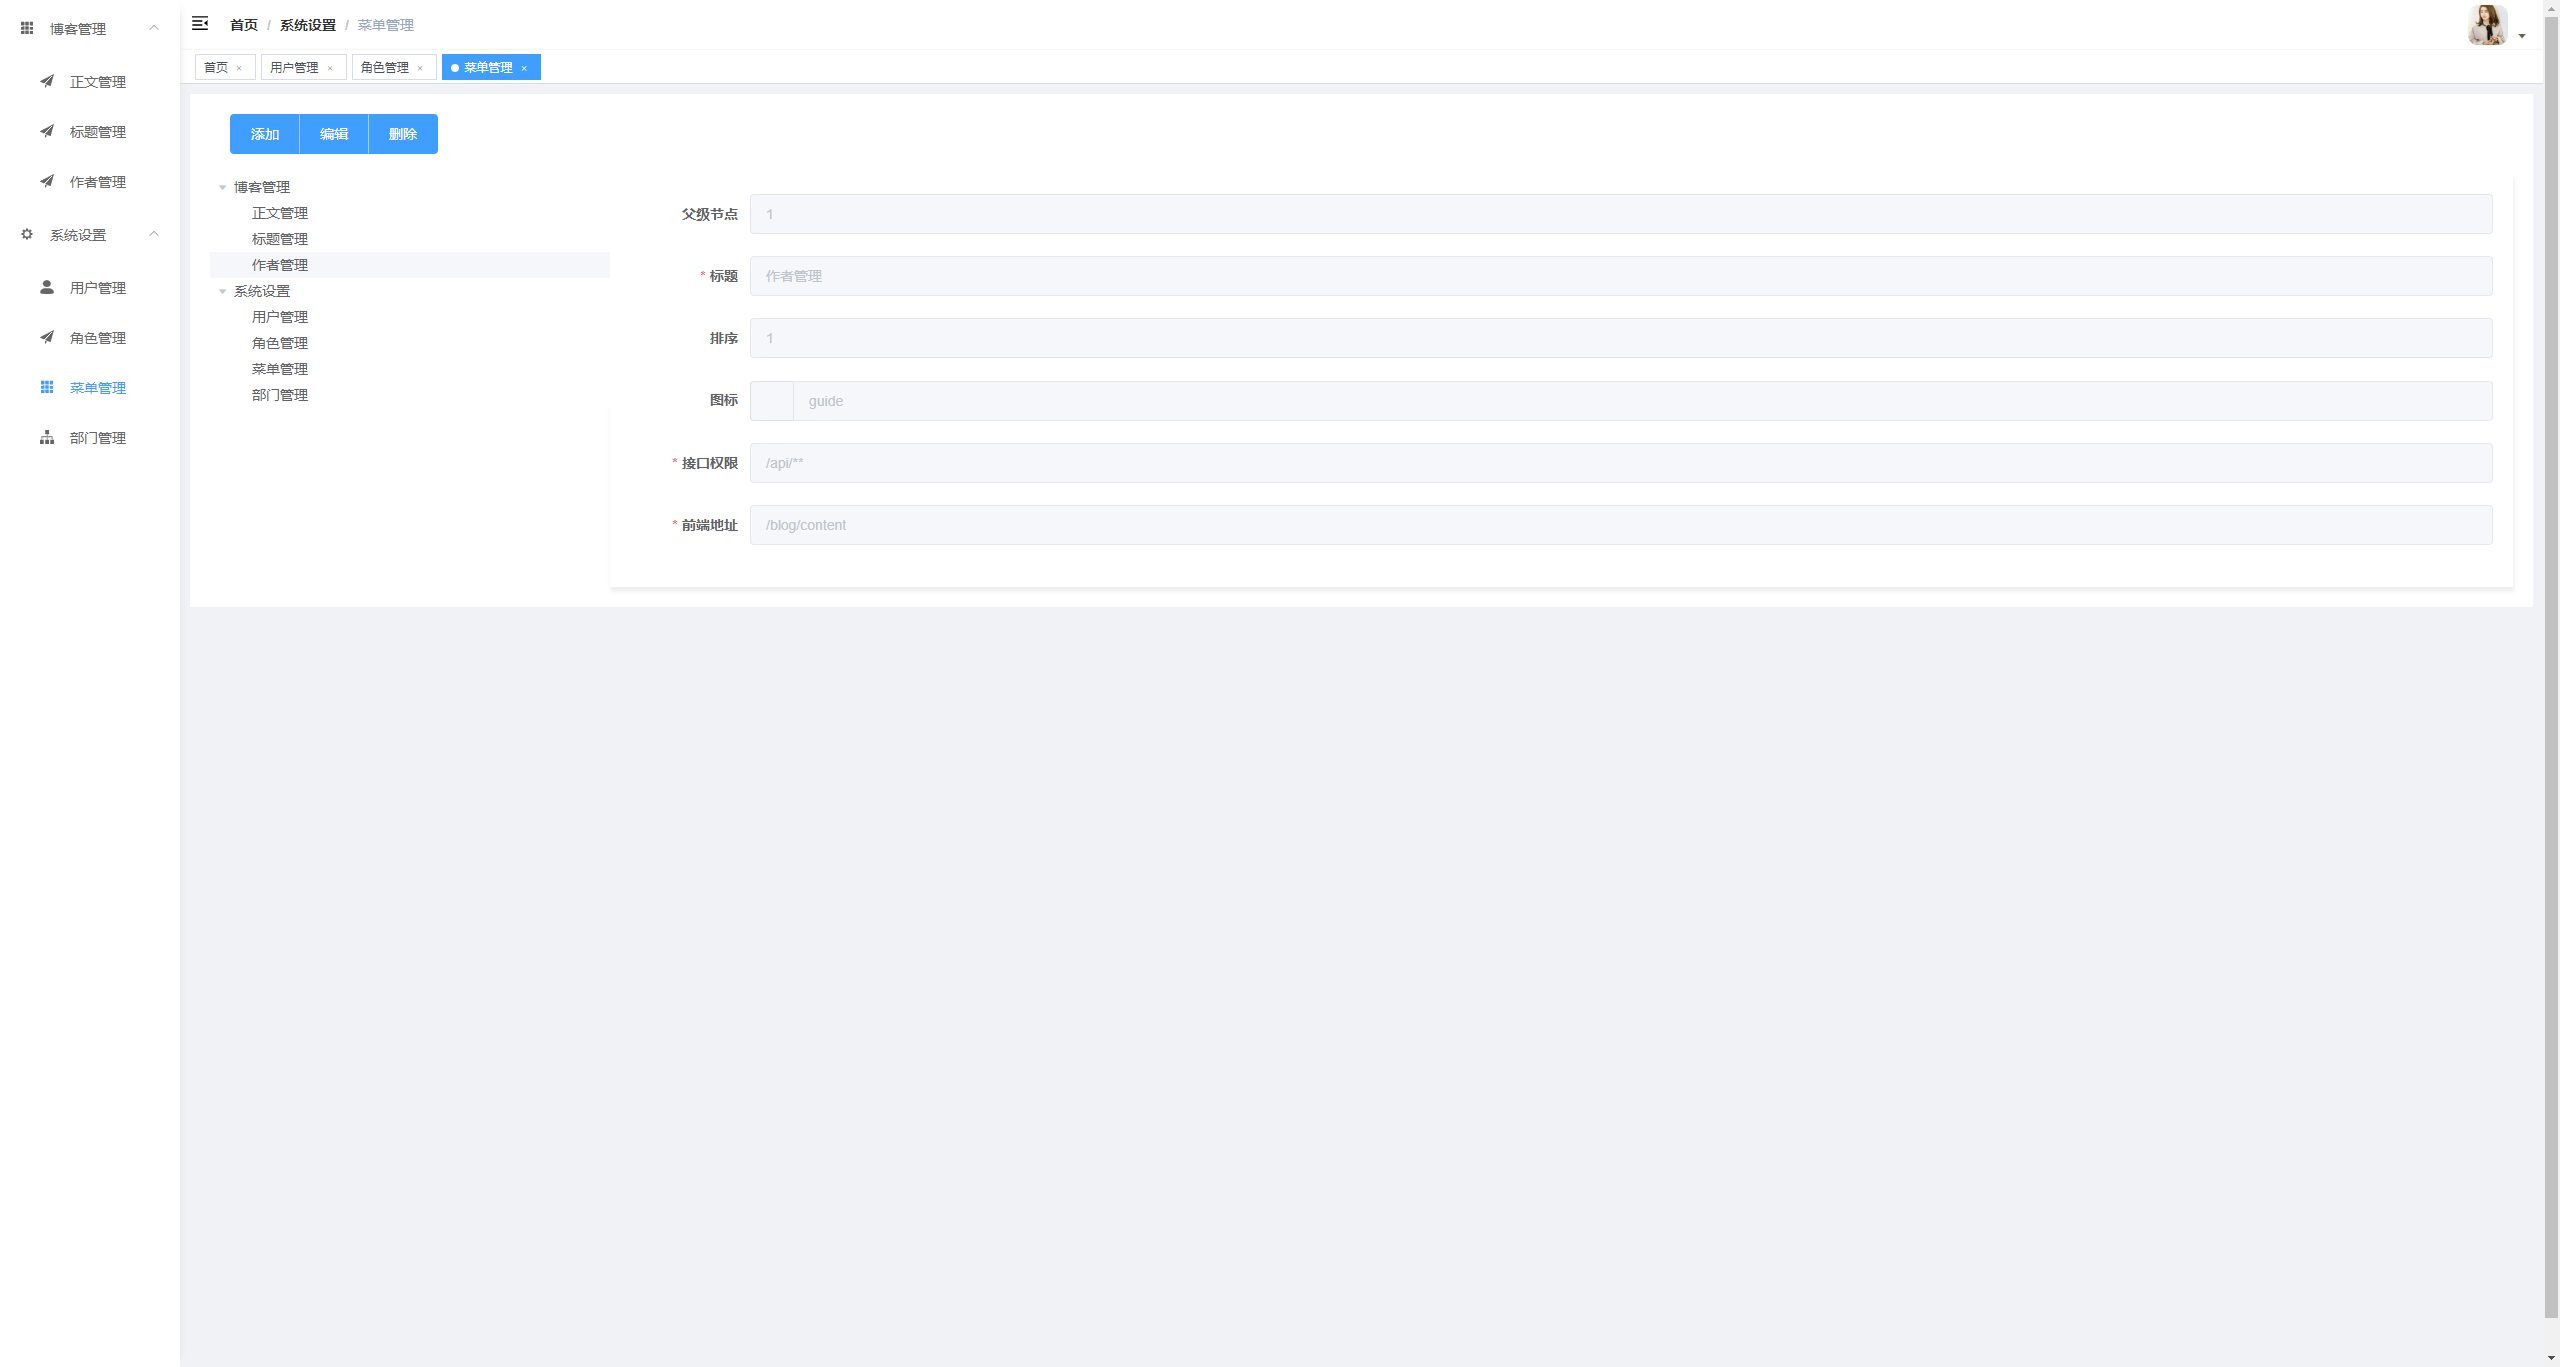 博客管理
正文管理
标题管理
作者管理
系统设置
用户管理
角色管理
菜单管理
部门管理
首页 / 系统设置 / 菜单管理
首页 × 用户管理 × 角色管理 × 菜单管理 ×
添加 编辑 删除
博客管理
正文管理
标题管理
作者管理
系统设置
用户管理
角色管理
菜单管理
部门管理
父级节点 1
* 标题 作者管理
排序 1
图标 guide
* 接口权限 /api/**
* 前端地址 /blog/content